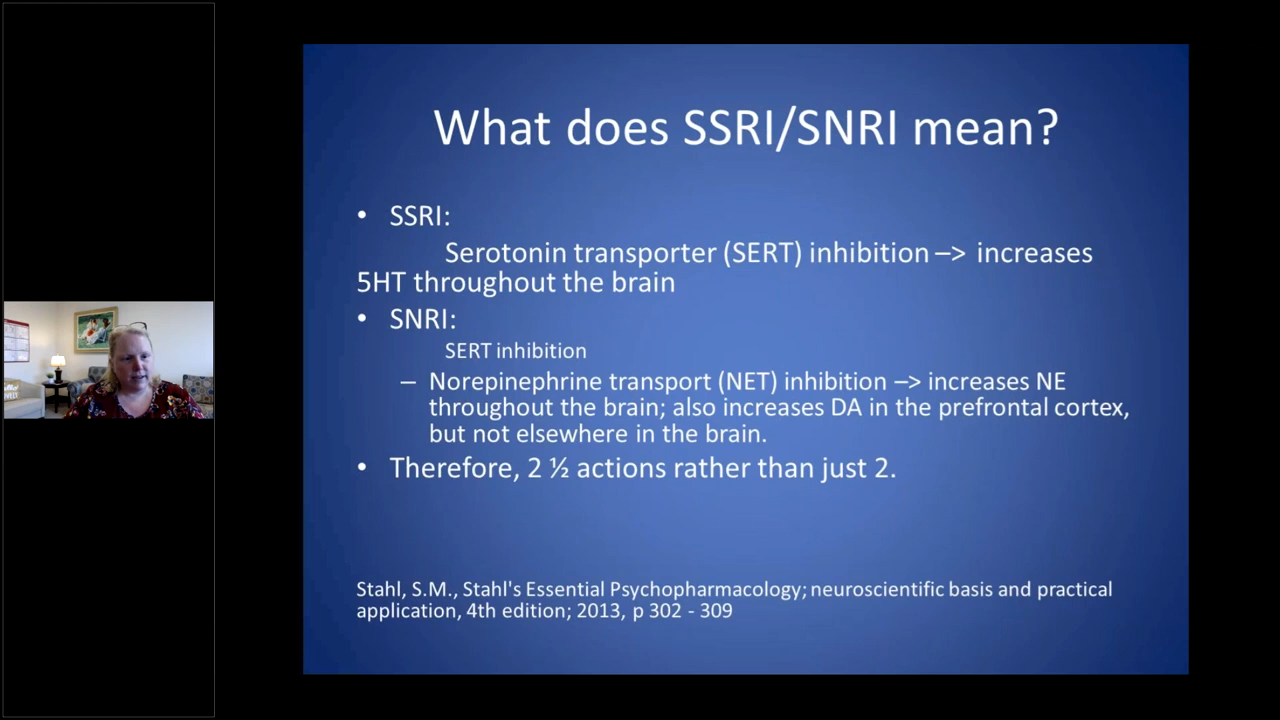 What does SSRI/SNRI mean?
• SSRI:
Serotonin transporter (SERT) inhibition –> increases
5HT throughout the brain
• SNRI:
SERT inhibition
– Norepinephrine transport (NET) inhibition –> increases NE
throughout the brain; also increases DA in the prefrontal cortex,
but not elsewhere in the brain.
• Therefore, 2 ½ actions rather than just 2.
Stahl, S.M., Stahl's Essential Psychopharmacology; neuroscientific basis and practical
application, 4th edition; 2013, p 302 - 309